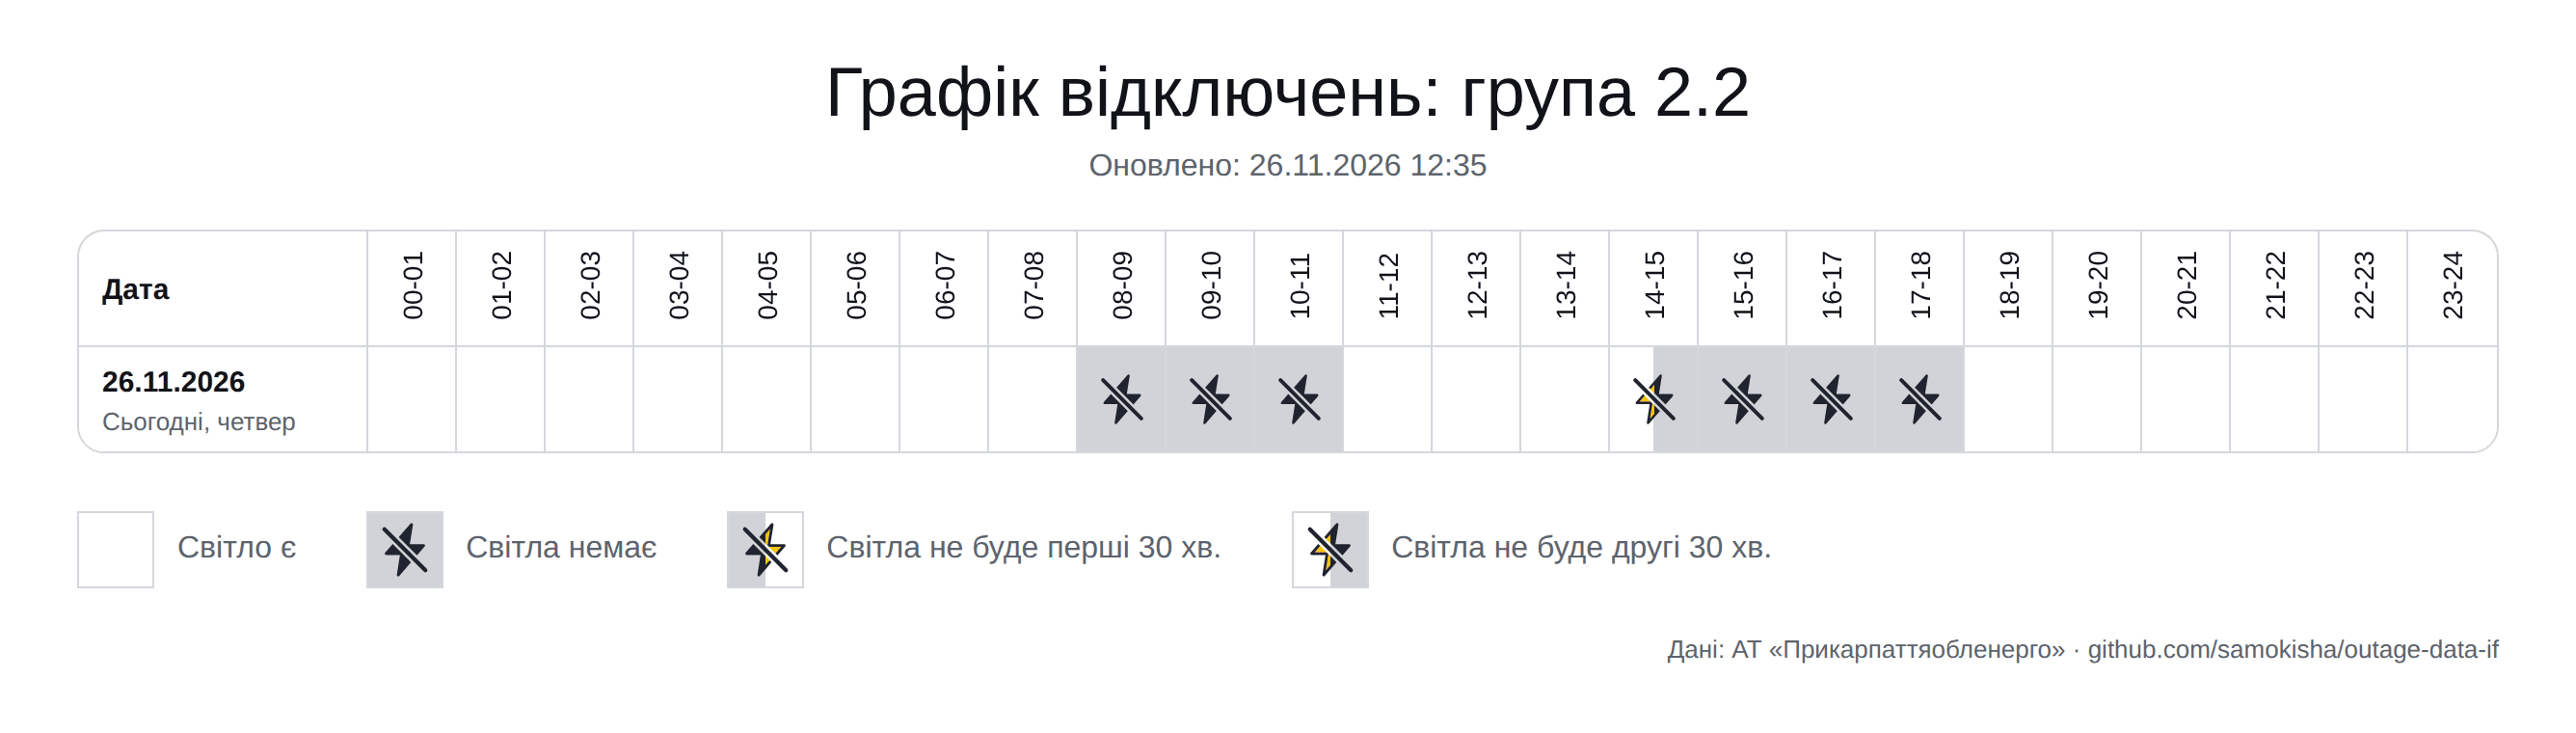 Графік відключень: група 2.2
Оновлено: 26.11.2026 12:35
Дата 00-01 01-02 02-03 03-04 04-05 05-06 06-07 07-08 08-09 09-10 10-11 11-12 12-13 13-14 14-15 15-16 16-17 17-18 18-19 19-20 20-21 21-22 22-23 23-24
26.11.2026
Сьогодні, четвер
Світло є Світла немає Світла не буде перші 30 хв. Світла не буде другі 30 хв.
Дані: АТ «Прикарпаттяобленерго» · github.com/samokisha/outage-data-if